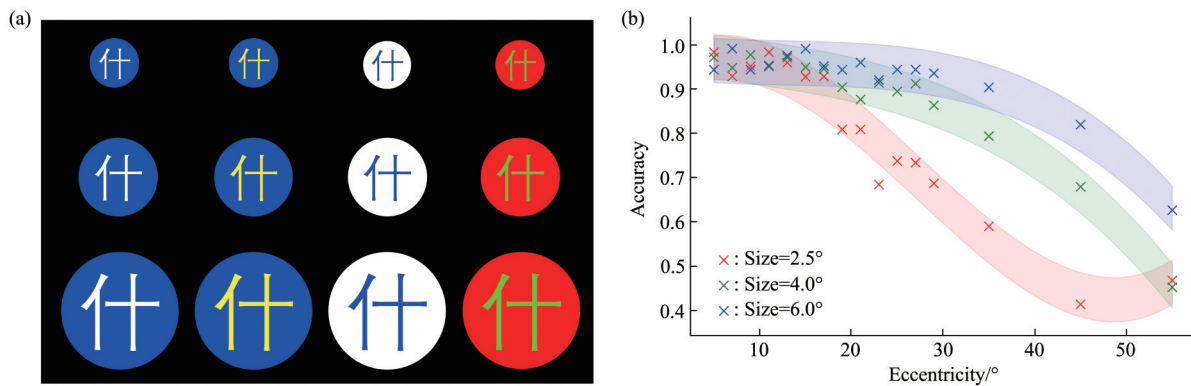 (a)
什 什 什 什
什 什 什 什
什 什 什 什
(b)
Accuracy
1.0
0.9
0.8
0.7
0.6
0.5
0.4
×: Size=2.5°
×: Size=4.0°
×: Size=6.0°
10 20 30 40 50
Eccentricity/°